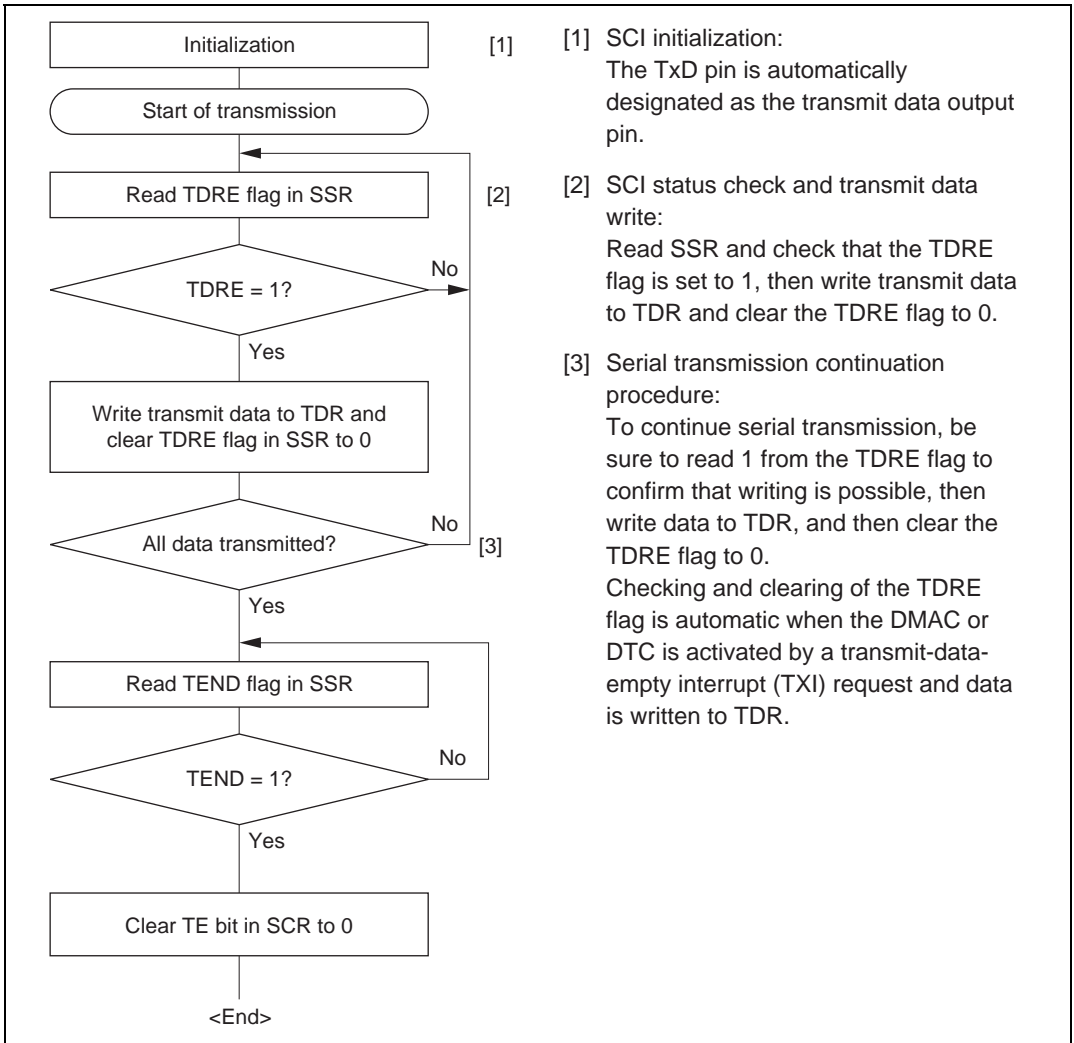 Initialization
[1]
Start of transmission
Read TDRE flag in SSR
[2]
TDRE = 1?
No
Yes
Write transmit data to TDR and
clear TDRE flag in SSR to 0
All data transmitted?
No
[3]
Yes
Read TEND flag in SSR
TEND = 1?
No
Yes
Clear TE bit in SCR to 0
<End>
[1] SCI initialization:
The TxD pin is automatically
designated as the transmit data output
pin.
[2] SCI status check and transmit data
write:
Read SSR and check that the TDRE
flag is set to 1, then write transmit data
to TDR and clear the TDRE flag to 0.
[3] Serial transmission continuation
procedure:
To continue serial transmission, be
sure to read 1 from the TDRE flag to
confirm that writing is possible, then
write data to TDR, and then clear the
TDRE flag to 0.
Checking and clearing of the TDRE
flag is automatic when the DMAC or
DTC is activated by a transmit-data-
empty interrupt (TXI) request and data
is written to TDR.